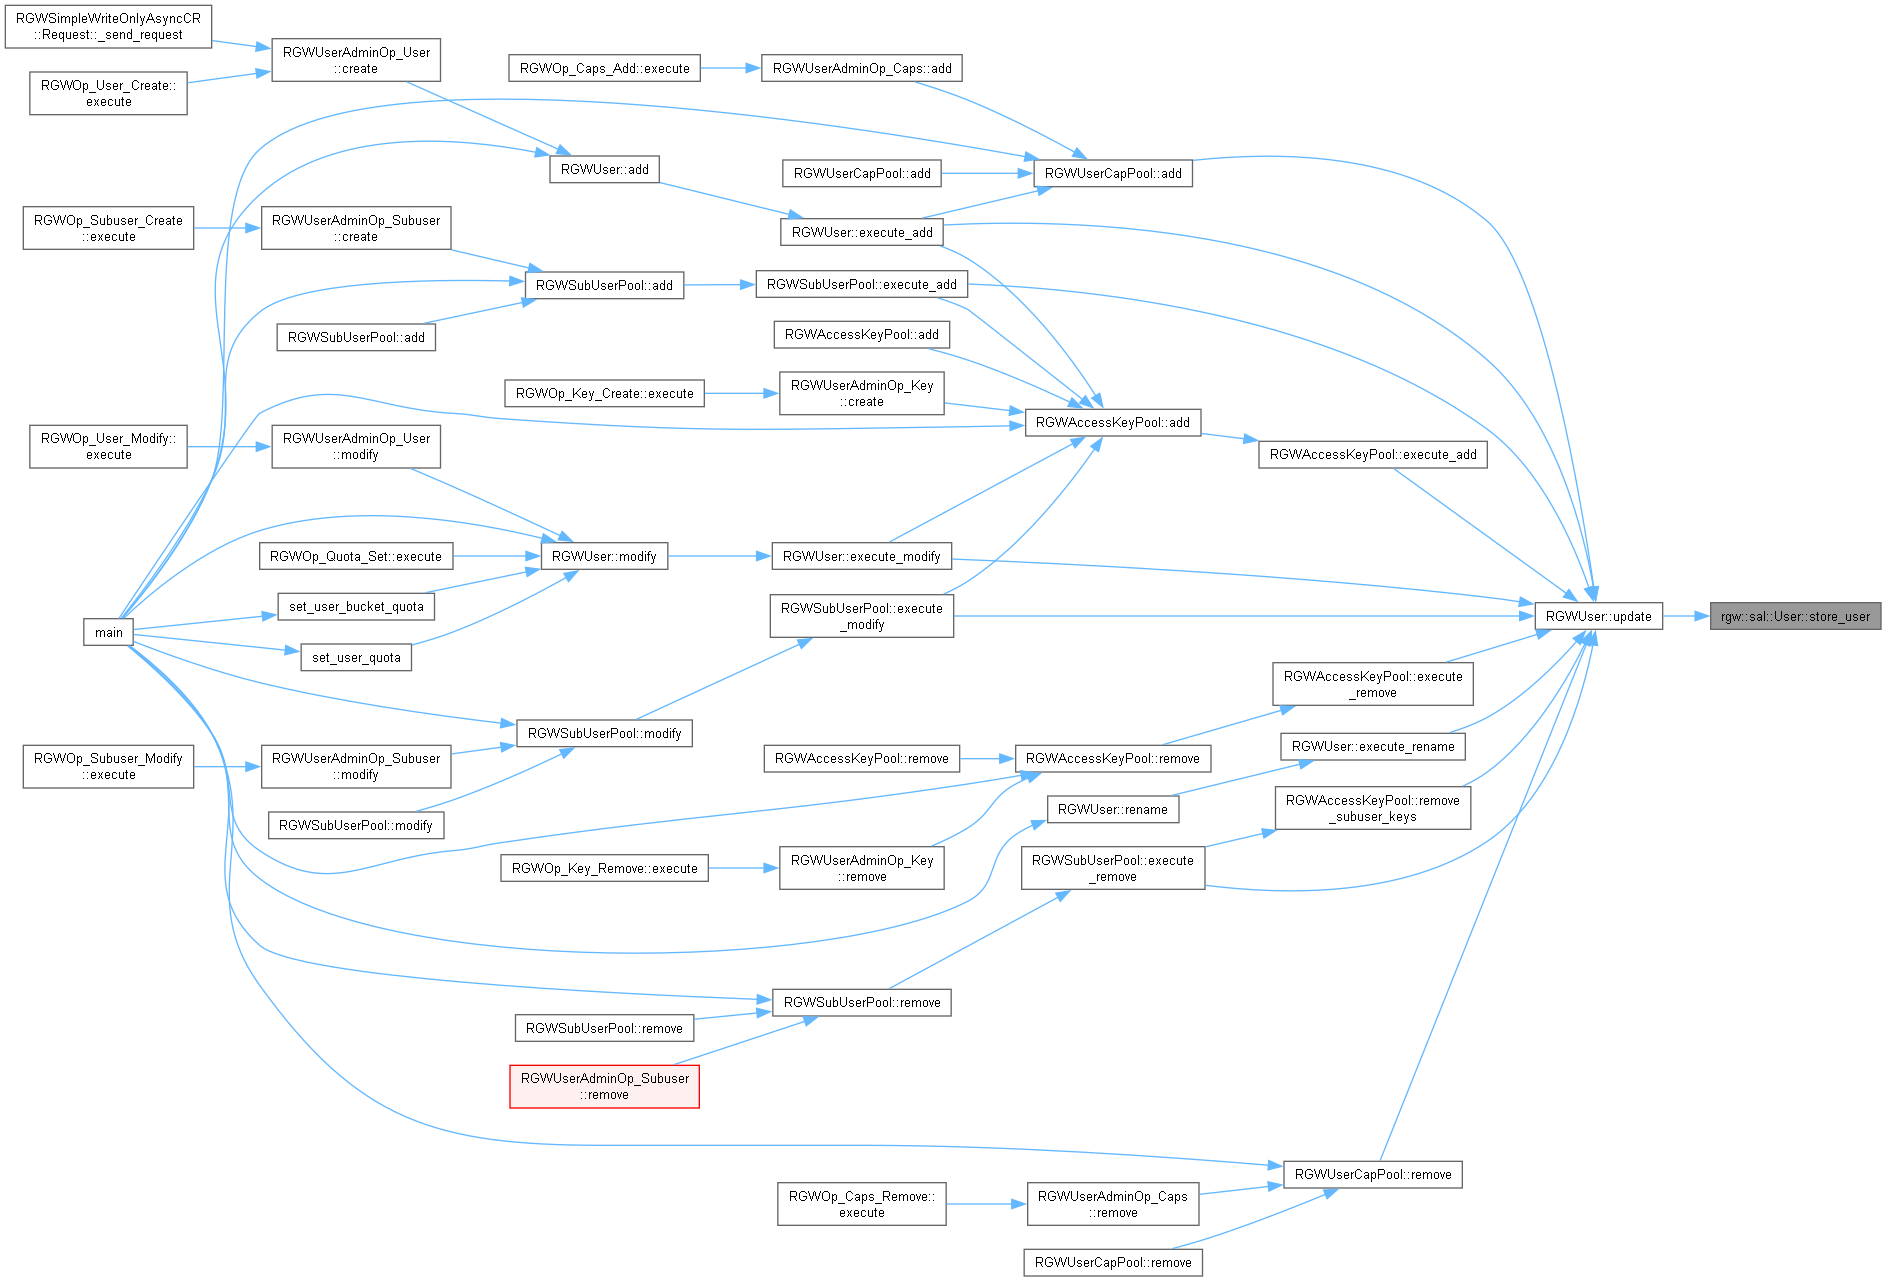 RGWSimpleWriteOnlyAsyncCR
::Request::_send_request
RGWOp_User_Create::
execute
RGWUserAdminOp_User
::create
RGWOp_Caps_Add::execute
RGWUserAdminOp_Caps::add
RGWUser::add
RGWUserCapPool::add
RGWUserCapPool::add
RGWOp_Subuser_Create
::execute
RGWUserAdminOp_Subuser
::create
RGWUser::execute_add
RGWSubUserPool::add
RGWSubUserPool::execute_add
RGWSubUserPool::add
RGWAccessKeyPool::add
RGWOp_Key_Create::execute
RGWUserAdminOp_Key
::create
RGWAccessKeyPool::add
RGWOp_User_Modify::
execute
RGWUserAdminOp_User
::modify
RGWAccessKeyPool::execute_add
RGWOp_Quota_Set::execute
RGWUser::modify
RGWUser::execute_modify
set_user_bucket_quota
RGWSubUserPool::execute
_modify
main
set_user_quota
RGWUser::update
rgw::sal::User::store_user
RGWAccessKeyPool::execute
_remove
RGWSubUserPool::modify
RGWUser::execute_rename
RGWOp_Subuser_Modify
::execute
RGWUserAdminOp_Subuser
::modify
RGWAccessKeyPool::remove
RGWAccessKeyPool::remove
RGWSubUserPool::modify
RGWUser::rename
RGWAccessKeyPool::remove
_subuser_keys
RGWOp_Key_Remove::execute
RGWUserAdminOp_Key
::remove
RGWSubUserPool::execute
_remove
RGWSubUserPool::remove
RGWSubUserPool::remove
RGWUserAdminOp_Subuser
::remove
RGWUserCapPool::remove
RGWOp_Caps_Remove::
execute
RGWUserAdminOp_Caps
::remove
RGWUserCapPool::remove